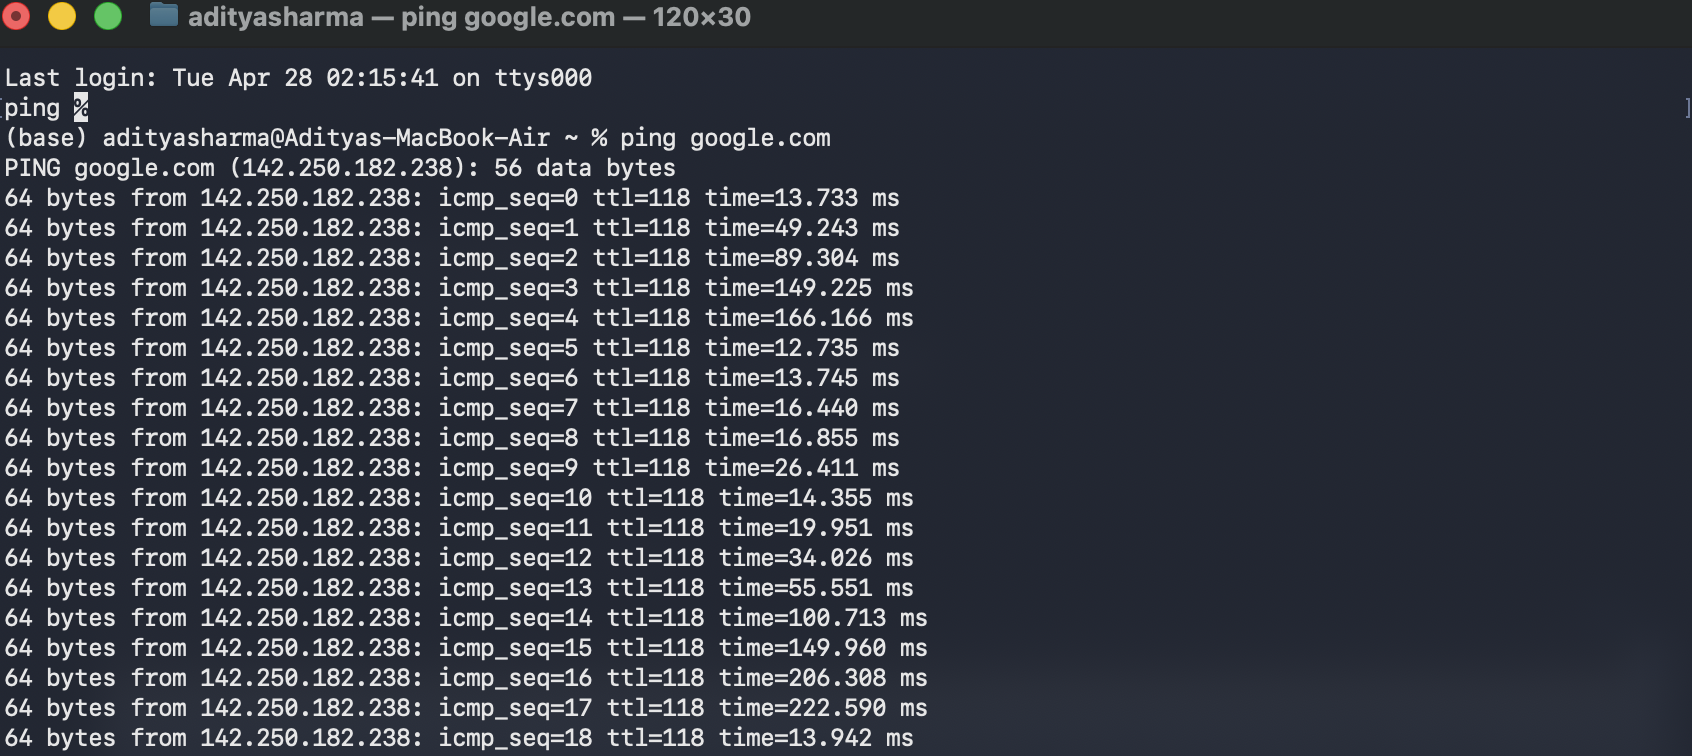 adityasharma — ping google.com — 120×30
Last login: Tue Apr 28 02:15:41 on ttys000
ping %
(base) adityasharma@Adityas-MacBook-Air ~ % ping google.com
PING google.com (142.250.182.238): 56 data bytes
64 bytes from 142.250.182.238: icmp_seq=0 ttl=118 time=13.733 ms
64 bytes from 142.250.182.238: icmp_seq=1 ttl=118 time=49.243 ms
64 bytes from 142.250.182.238: icmp_seq=2 ttl=118 time=89.304 ms
64 bytes from 142.250.182.238: icmp_seq=3 ttl=118 time=149.225 ms
64 bytes from 142.250.182.238: icmp_seq=4 ttl=118 time=166.166 ms
64 bytes from 142.250.182.238: icmp_seq=5 ttl=118 time=12.735 ms
64 bytes from 142.250.182.238: icmp_seq=6 ttl=118 time=13.745 ms
64 bytes from 142.250.182.238: icmp_seq=7 ttl=118 time=16.440 ms
64 bytes from 142.250.182.238: icmp_seq=8 ttl=118 time=16.855 ms
64 bytes from 142.250.182.238: icmp_seq=9 ttl=118 time=26.411 ms
64 bytes from 142.250.182.238: icmp_seq=10 ttl=118 time=14.355 ms
64 bytes from 142.250.182.238: icmp_seq=11 ttl=118 time=19.951 ms
64 bytes from 142.250.182.238: icmp_seq=12 ttl=118 time=34.026 ms
64 bytes from 142.250.182.238: icmp_seq=13 ttl=118 time=55.551 ms
64 bytes from 142.250.182.238: icmp_seq=14 ttl=118 time=100.713 ms
64 bytes from 142.250.182.238: icmp_seq=15 ttl=118 time=149.960 ms
64 bytes from 142.250.182.238: icmp_seq=16 ttl=118 time=206.308 ms
64 bytes from 142.250.182.238: icmp_seq=17 ttl=118 time=222.590 ms
64 bytes from 142.250.182.238: icmp_seq=18 ttl=118 time=13.942 ms